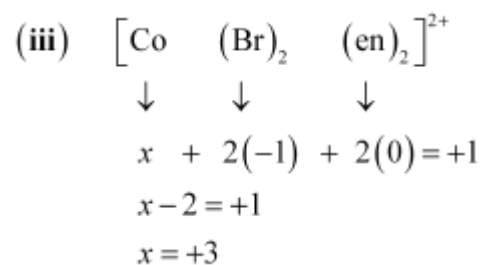 (iii) [Co (Br)₂ (en)₂]²⁺
↓ ↓ ↓
x + 2(−1) + 2(0) = +1
x − 2 = +1
x = +3